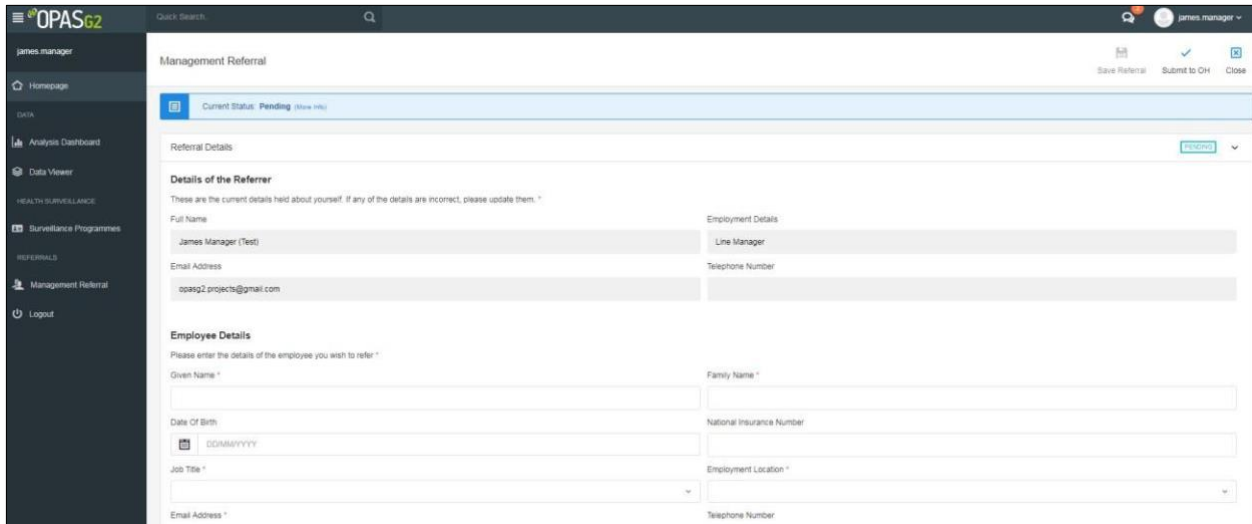 OPASG2
Quick Search.
james.manager
james.manager
Management Referral
Save Referral
Submit to OH
Close
Homepage
Current Status: Pending (More Info)
DATA
Analysis Dashboard
Referral Details
PENDING
Data Viewer
Details of the Referrer
HEALTH SURVEILLANCE
These are the current details held about yourself. If any of the details are incorrect, please update them. *
Full Name
Employment Details
Surveillance Programmes
James Manager (Test)
Line Manager
REFERRALS
Email Address
Telephone Number
Management Referral
opasg2.projects@gmail.com
Logout
Employee Details
Please enter the details of the employee you wish to refer *
Given Name *
Family Name *
Date Of Birth
National Insurance Number
DD/MM/YYYY
Job Title *
Employment Location *
Email Address *
Telephone Number